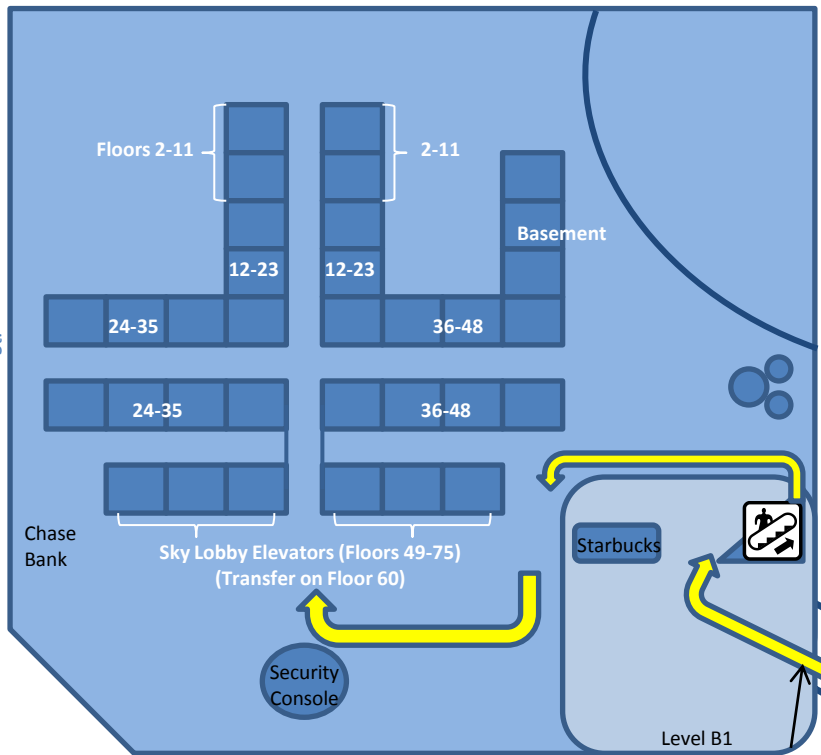 Floors 2-11
2-11
Basement
12-23
12-23
24-35
36-48
24-35
36-48
Chase
Bank
Sky Lobby Elevators (Floors 49-75)
(Transfer on Floor 60)
Starbucks
Security
Console
Level B1